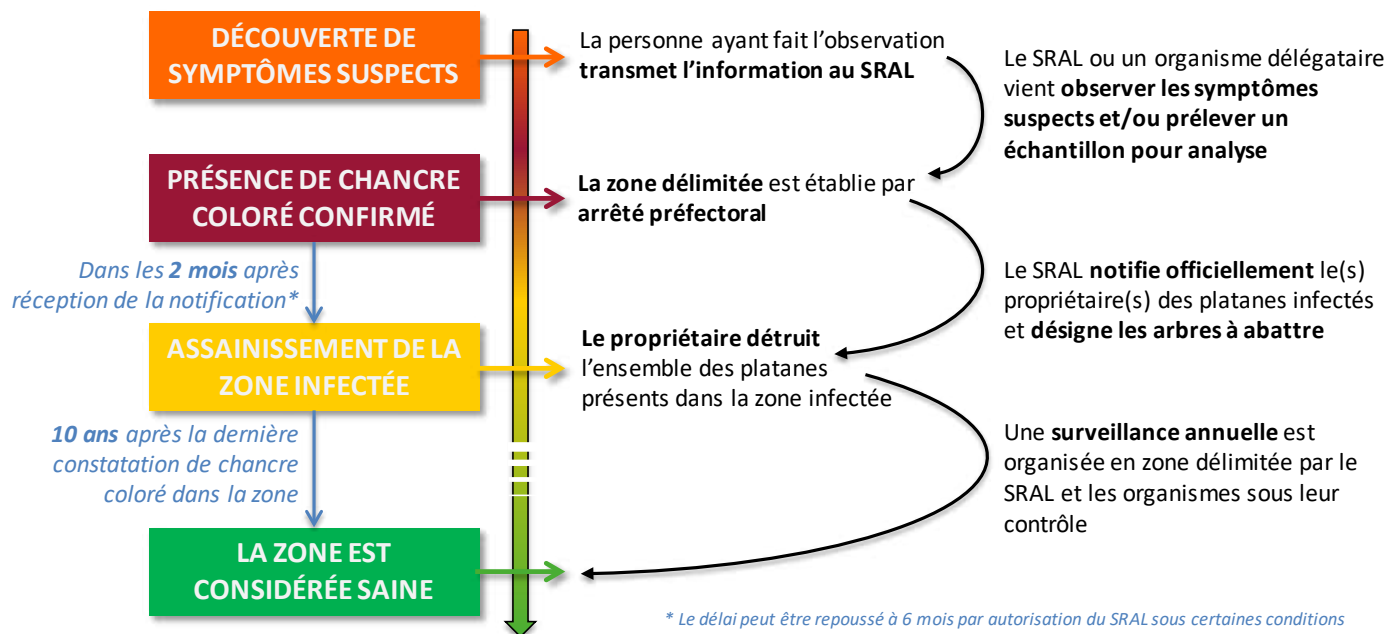 DÉCOUVERTE DE
SYMPTÔMES SUSPECTS
La personne ayant fait l'observation
transmet l'information au SRAL
Le SRAL ou un organisme délégataire
vient observer les symptômes
suspects et/ou prélever un
échantillon pour analyse
PRÉSENCE DE CHANCRE
COLORÉ CONFIRMÉ
La zone délimitée est établie par
arrêté préfectoral
Dans les 2 mois après
réception de la notification*
Le SRAL notifie officiellement le(s)
propriétaire(s) des platanes infectés
et désigne les arbres à abattre
ASSAINISSEMENT DE LA
ZONE INFECTÉE
Le propriétaire détruit
l'ensemble des platanes
présents dans la zone infectée
10 ans après la dernière
constatation de chancre
coloré dans la zone
Une surveillance annuelle est
organisée en zone délimitée par le
SRAL et les organismes sous leur
contrôle
LA ZONE EST
CONSIDÉRÉE SAINE
* Le délai peut être repoussé à 6 mois par autorisation du SRAL sous certaines conditions